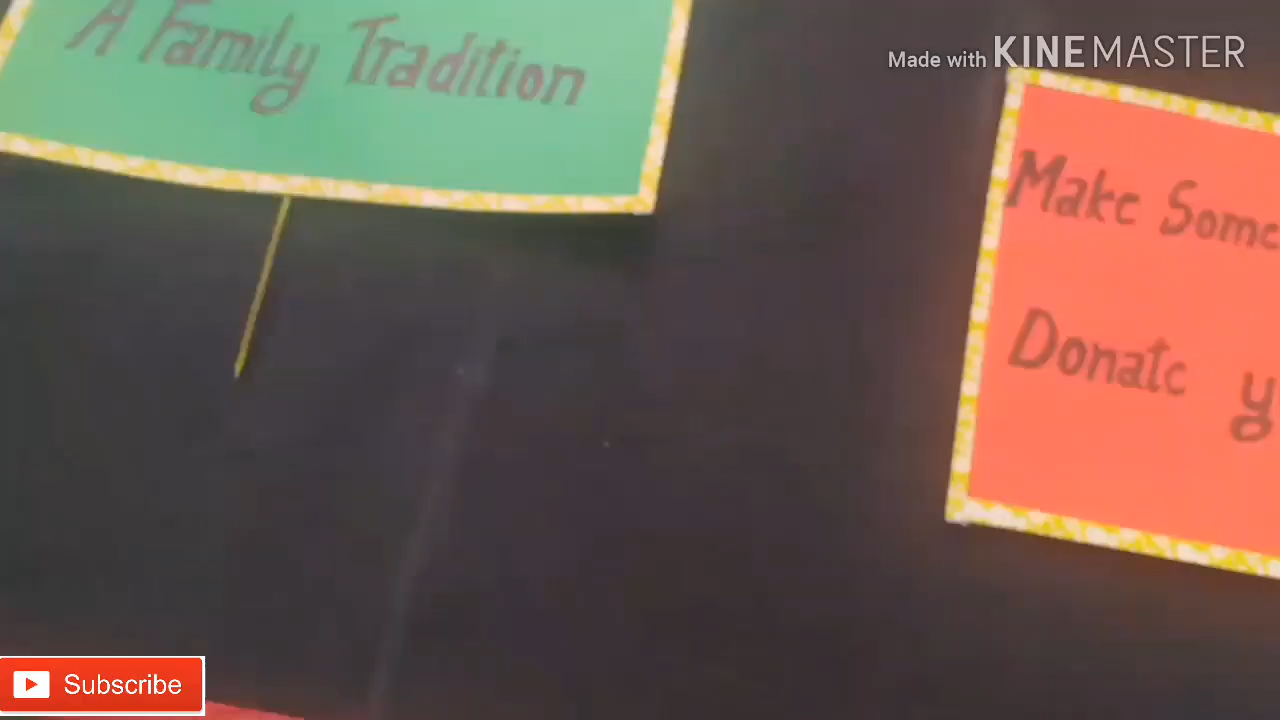 A Family Tradition
Made with KINEMASTER
Make Some
Donate y
Subscribe